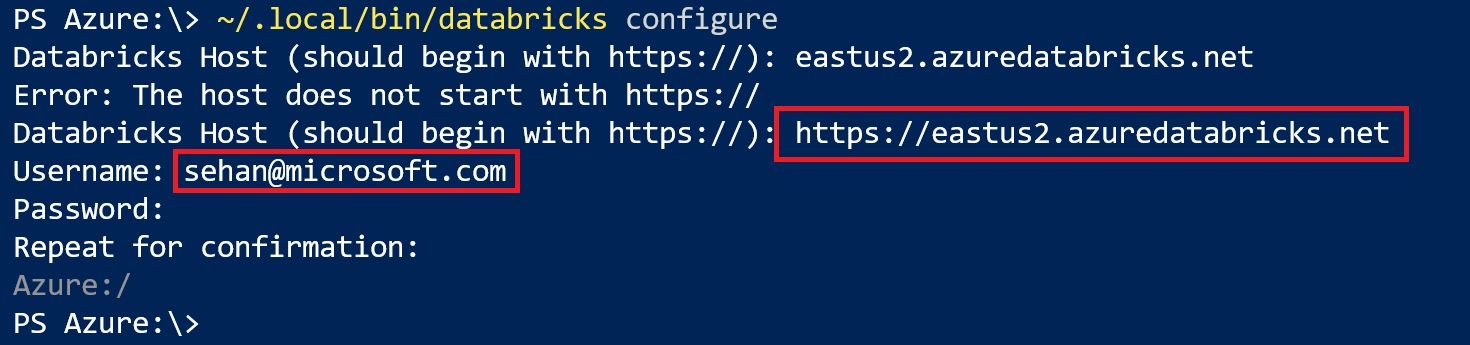 PS Azure:\> ~/.local/bin/databricks configure
Databricks Host (should begin with https://): eastus2.azuredatabricks.net
Error: The host does not start with https://
Databricks Host (should begin with https://): https://eastus2.azuredatabricks.net
Username: sehan@microsoft.com
Password:
Repeat for confirmation:
Azure:/
PS Azure:\>